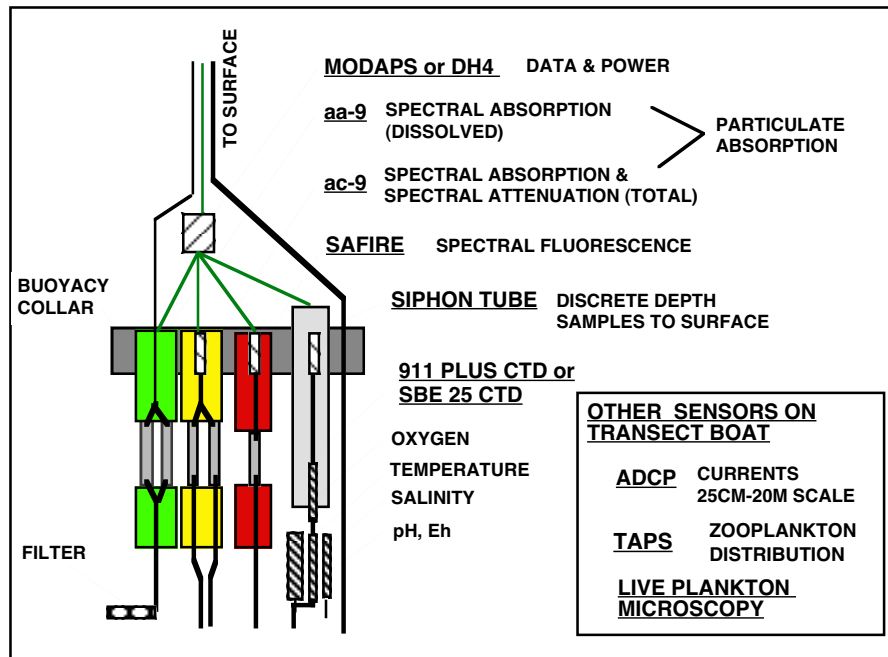 TO SURFACE
MODAPS or DH4 DATA & POWER
aa-9 SPECTRAL ABSORPTION
(DISSOLVED)
PARTICULATE
ABSORPTION
ac-9 SPECTRAL ABSORPTION &
SPECTRAL ATTENUATION (TOTAL)
SAFIRE SPECTRAL FLUORESCENCE
BUOYACY
COLLAR
SIPHON TUBE DISCRETE DEPTH
SAMPLES TO SURFACE
911 PLUS CTD or
SBE 25 CTD
OXYGEN
TEMPERATURE
SALINITY
pH, Eh
FILTER
OTHER SENSORS ON
TRANSECT BOAT
ADCP CURRENTS
25CM-20M SCALE
TAPS ZOOPLANKTON
DISTRIBUTION
LIVE PLANKTON
MICROSCOPY